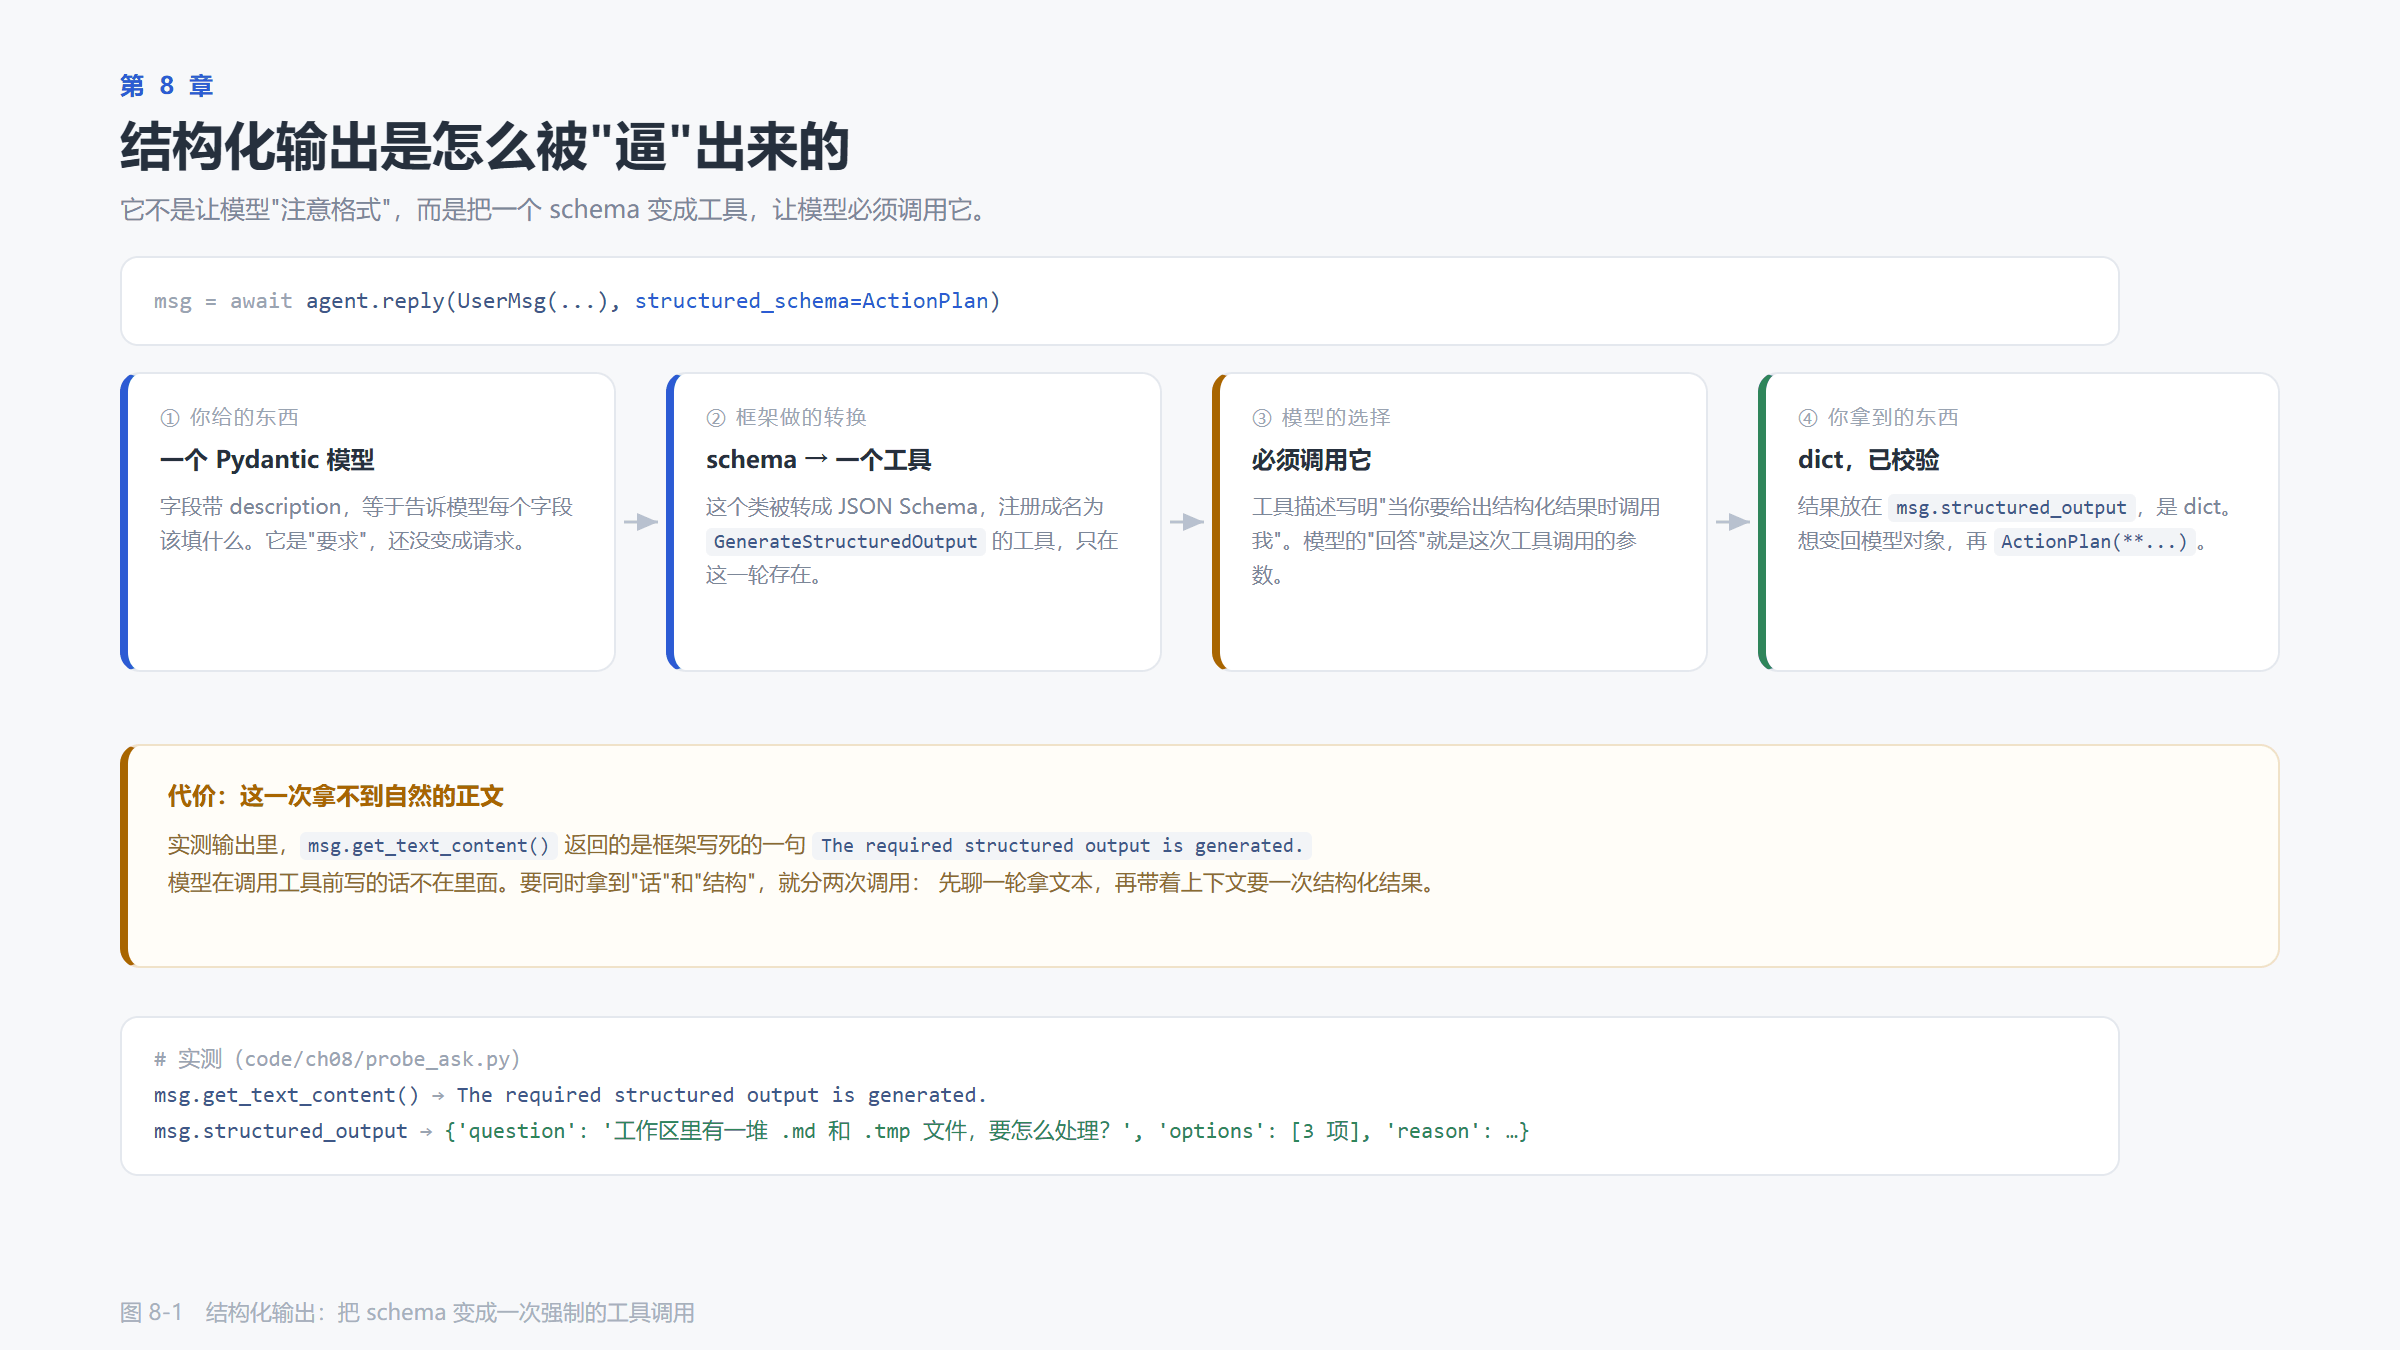 第 8 章
结构化输出是怎么被"逼"出来的
它不是让模型"注意格式"，而是把一个 schema 变成工具，让模型必须调用它。
msg = await agent.reply(UserMsg(...), structured_schema=ActionPlan)
① 你给的东西
一个 Pydantic 模型
字段带 description，等于告诉模型每个字段
该填什么。它是"要求"，还没变成请求。
② 框架做的转换
schema → 一个工具
这个类被转成 JSON Schema，注册成名为
GenerateStructuredOutput 的工具，只在
这一轮存在。
③ 模型的选择
必须调用它
工具描述写明"当你要给出结构化结果时调用
我"。模型的"回答"就是这次工具调用的参
数。
④ 你拿到的东西
dict，已校验
结果放在 msg.structured_output，是 dict。
想变回模型对象，再 ActionPlan(**...)。
代价：这一次拿不到自然的正文
实测输出里，msg.get_text_content() 返回的是框架写死的一句 The required structured output is generated.
模型在调用工具前写的话不在里面。要同时拿到"话"和"结构"，就分两次调用： 先聊一轮拿文本，再带着上下文要一次结构化结果。
# 实测（code/ch08/probe_ask.py）
msg.get_text_content() → The required structured output is generated.
msg.structured_output → {'question': '工作区里有一堆 .md 和 .tmp 文件，要怎么处理？', 'options': [3 项], 'reason': …}
图 8-1 结构化输出：把 schema 变成一次强制的工具调用